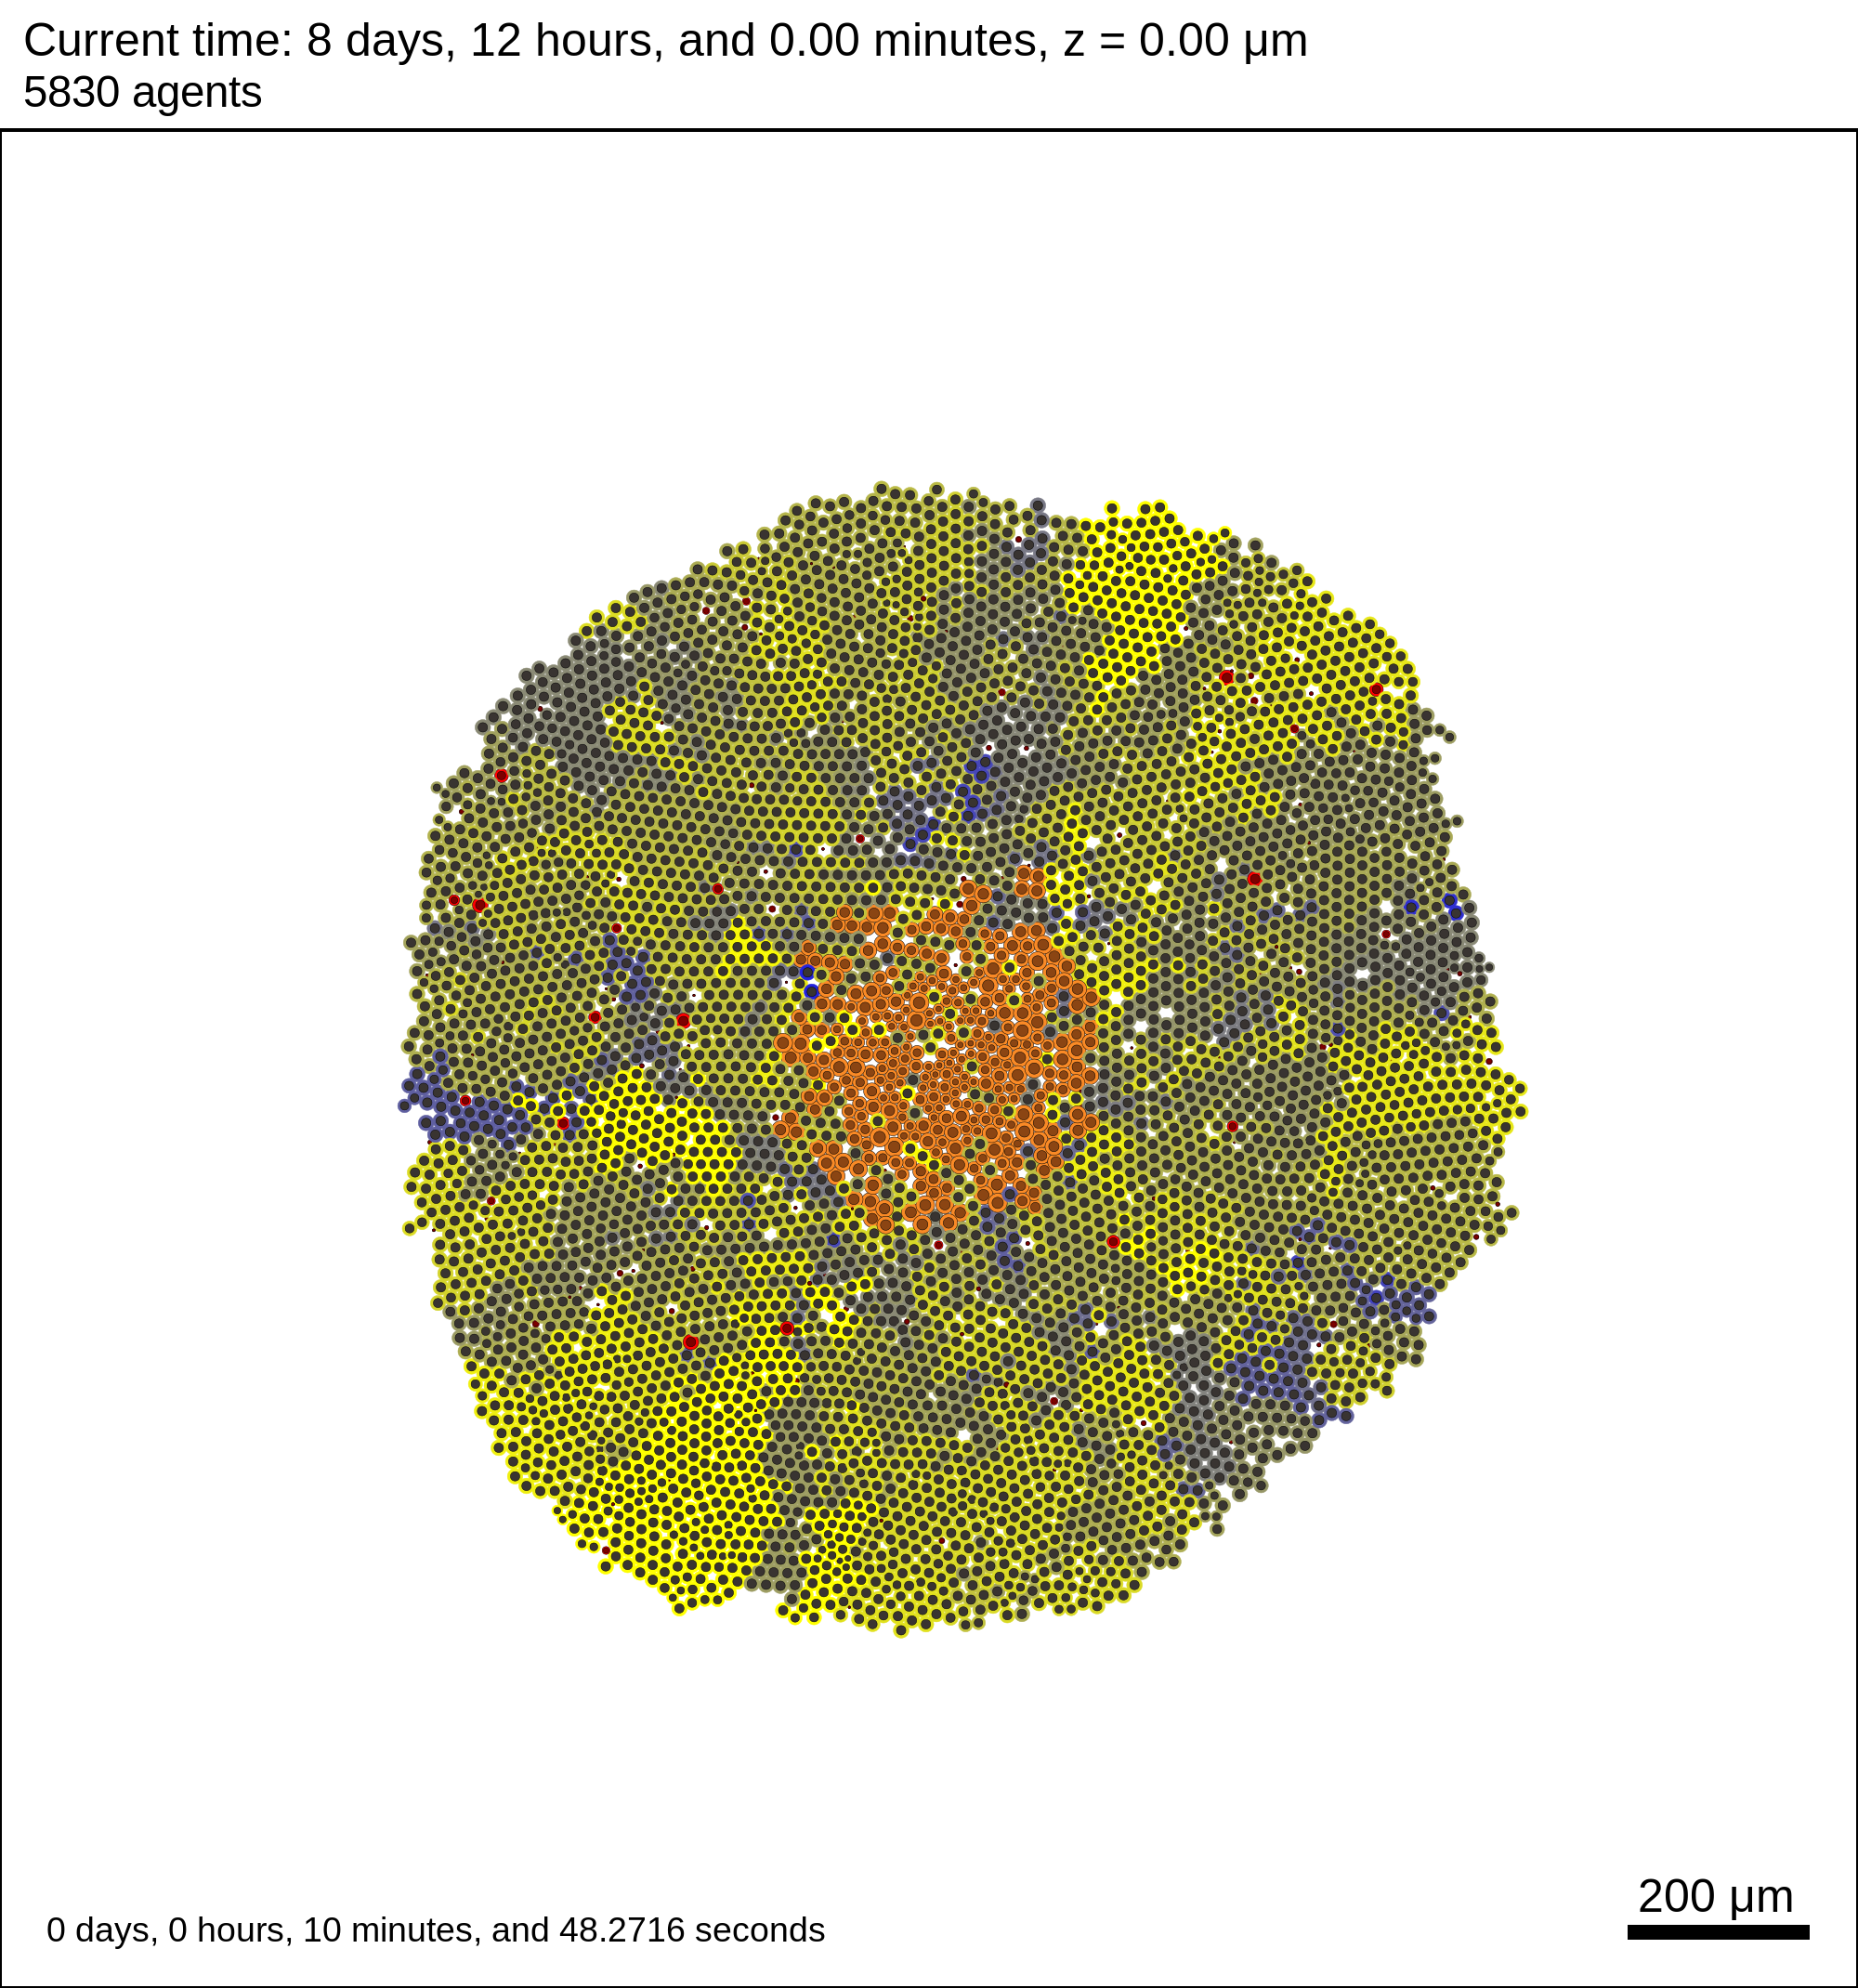 Current time: 8 days, 12 hours, and 0.00 minutes, z = 0.00 μm
5830 agents
200 μm
0 days, 0 hours, 10 minutes, and 48.2716 seconds